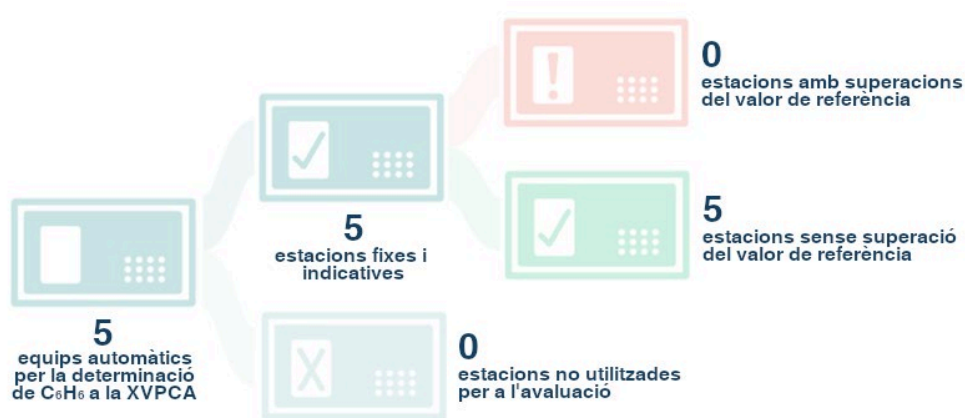 5
equips automàtics
per la determinació
de C₆H₆ a la XVPCA
5
estacions fixes i
indicatives
0
estacions no utilitzades
per a l'avaluació
0
estacions amb superacions
del valor de referència
5
estacions sense superació
del valor de referència